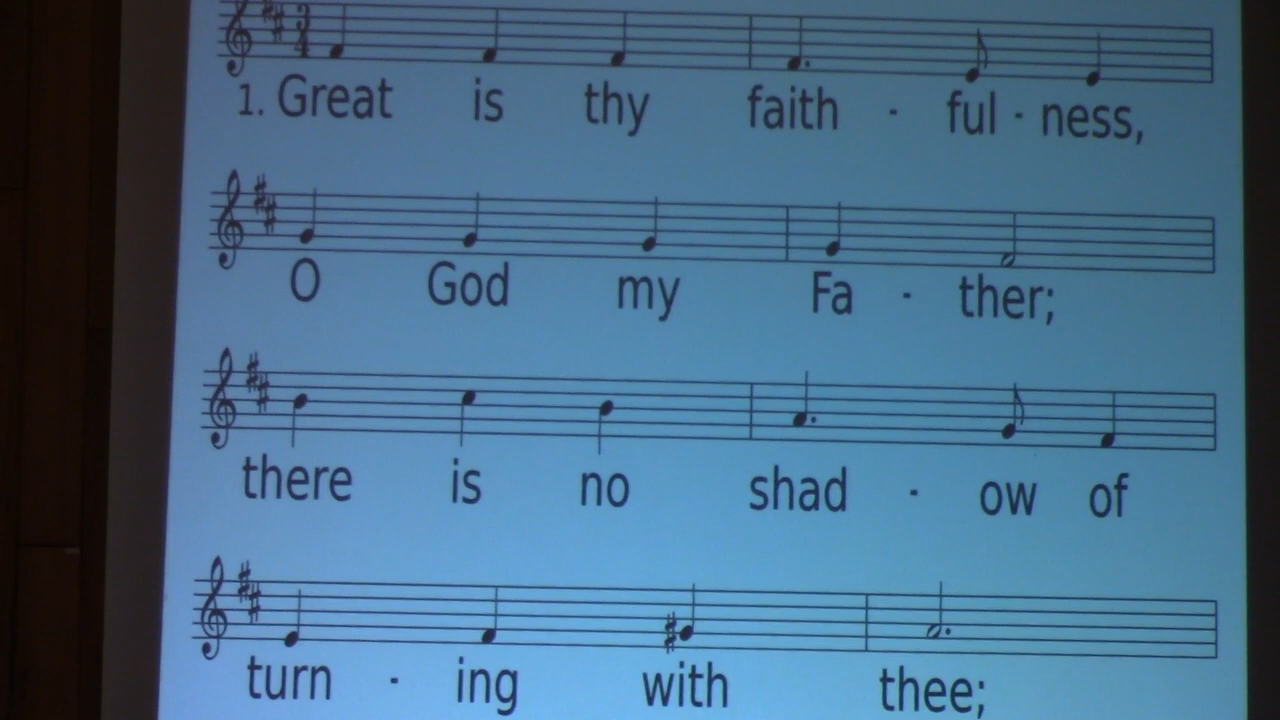 1. Great is thy faith - ful - ness,
O God my Fa - ther;
there is no shad - ow of
turn - ing with thee;